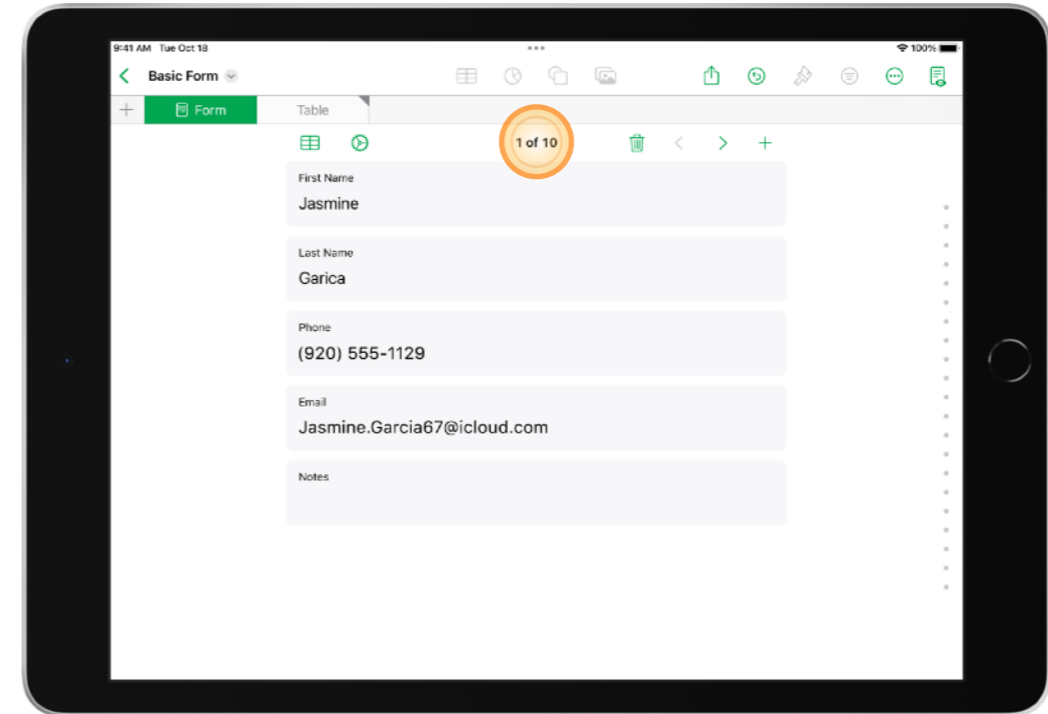 9:41 AM Tue Oct 18
100%
Basic Form
Form
Table
1 of 10
First Name
Jasmine
Last Name
Garica
Phone
(920) 555-1129
Email
Jasmine.Garcia67@icloud.com
Notes